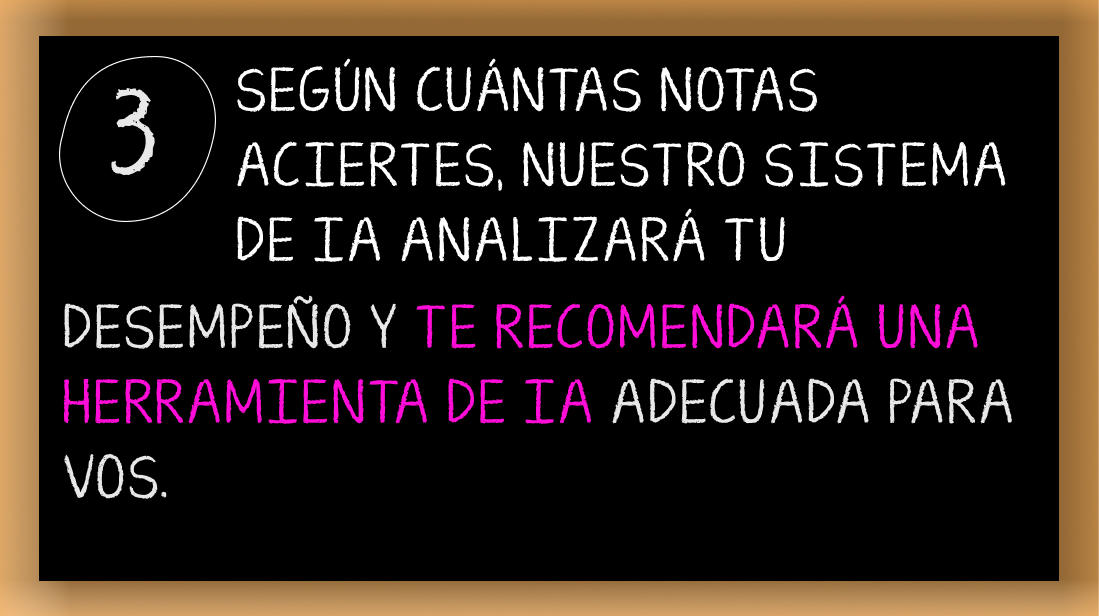 3
SEGÚN CUÁNTAS NOTAS
ACIERTES, NUESTRO SISTEMA
DE IA ANALIZARÁ TU
DESEMPEÑO Y TE RECOMENDARÁ UNA
HERRAMIENTA DE IA ADECUADA PARA
VOS.